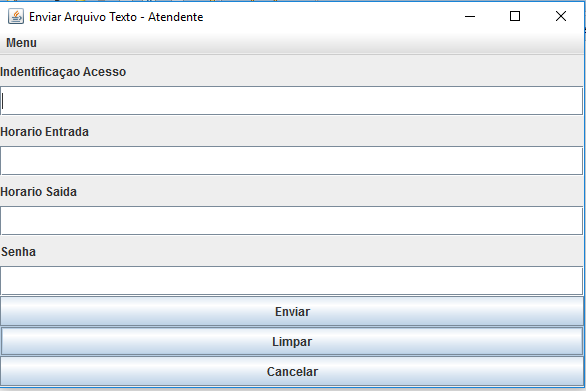 Enviar Arquivo Texto - Atendente
Menu
Indentificaçao Acesso
Horario Entrada
Horario Saida
Senha
Enviar
Limpar
Cancelar